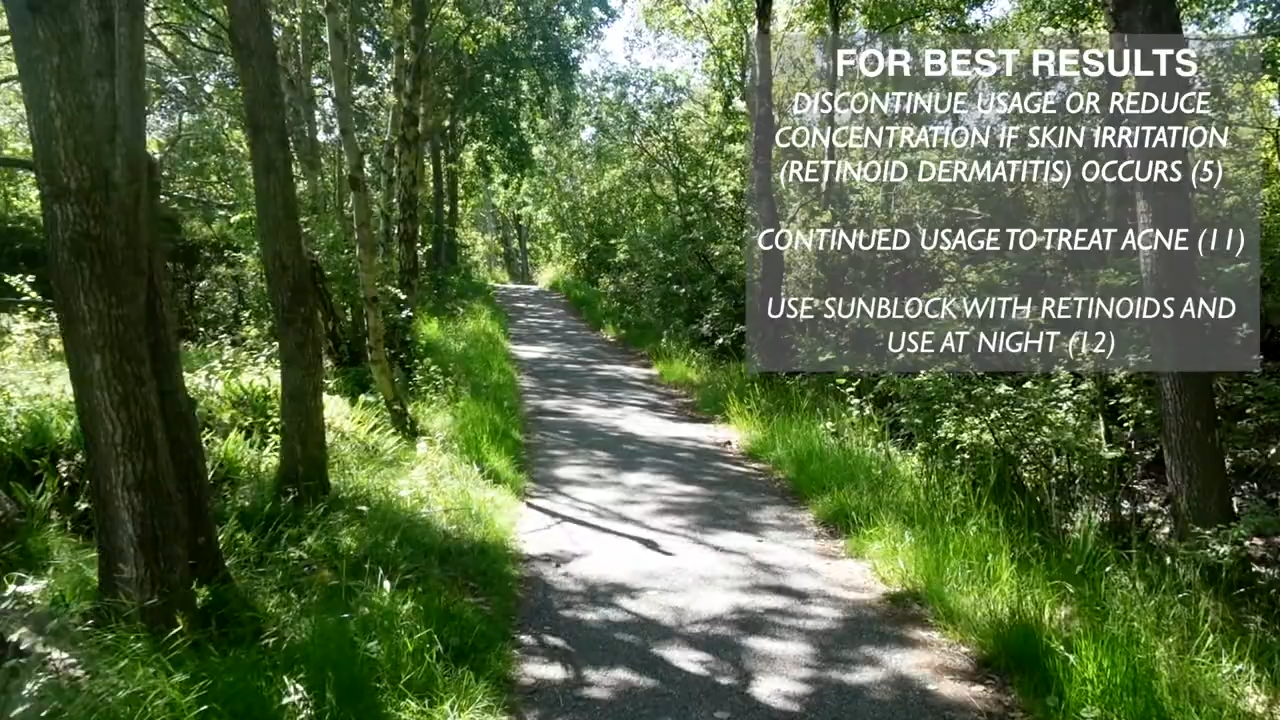 FOR BEST RESULTS
DISCONTINUE USAGE OR REDUCE
CONCENTRATION IF SKIN IRRITATION
(RETINOID DERMATITIS) OCCURS (5)
CONTINUED USAGE TO TREAT ACNE (11)
USE SUNBLOCK WITH RETINOIDS AND
USE AT NIGHT (12)